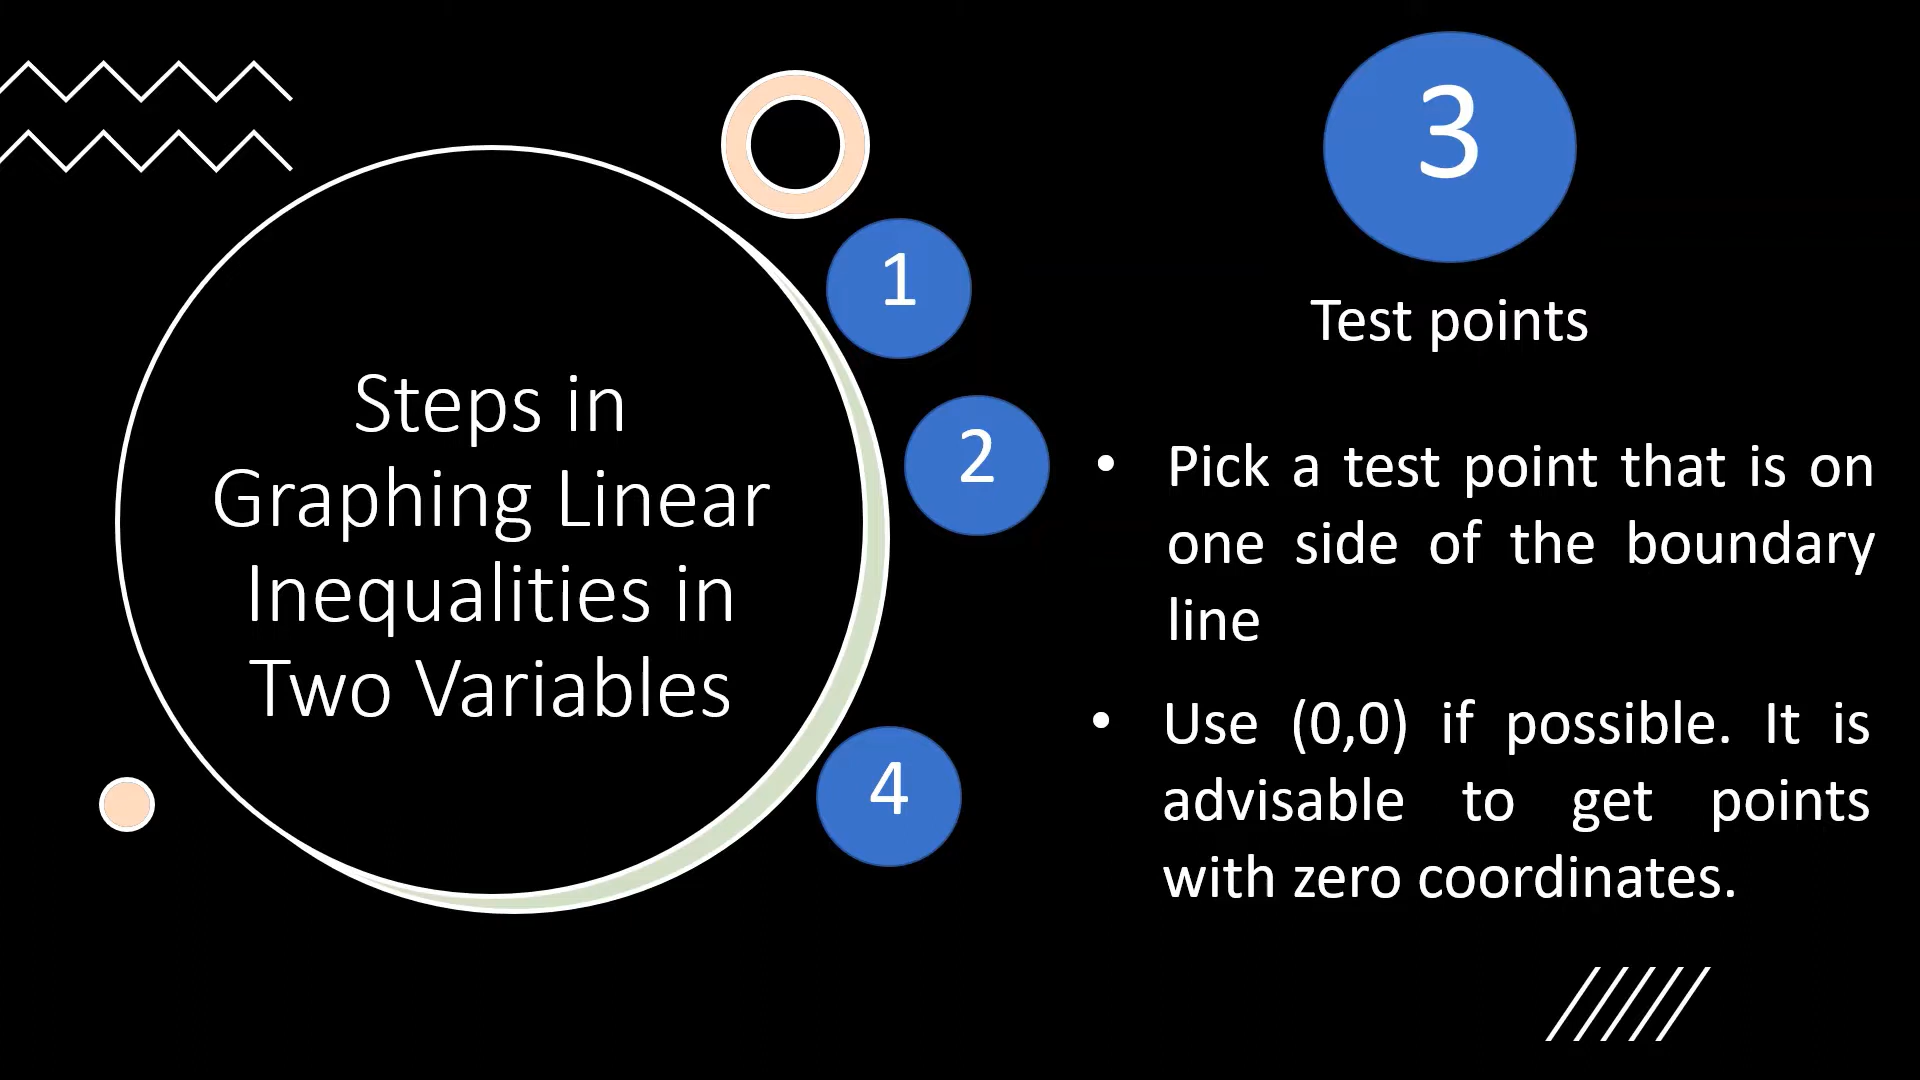 Steps in
Graphing Linear
Inequalities in
Two Variables
1
2
4
3
Test points
• Pick a test point that is on
one side of the boundary
line
• Use (0,0) if possible. It is
advisable to get points
with zero coordinates.